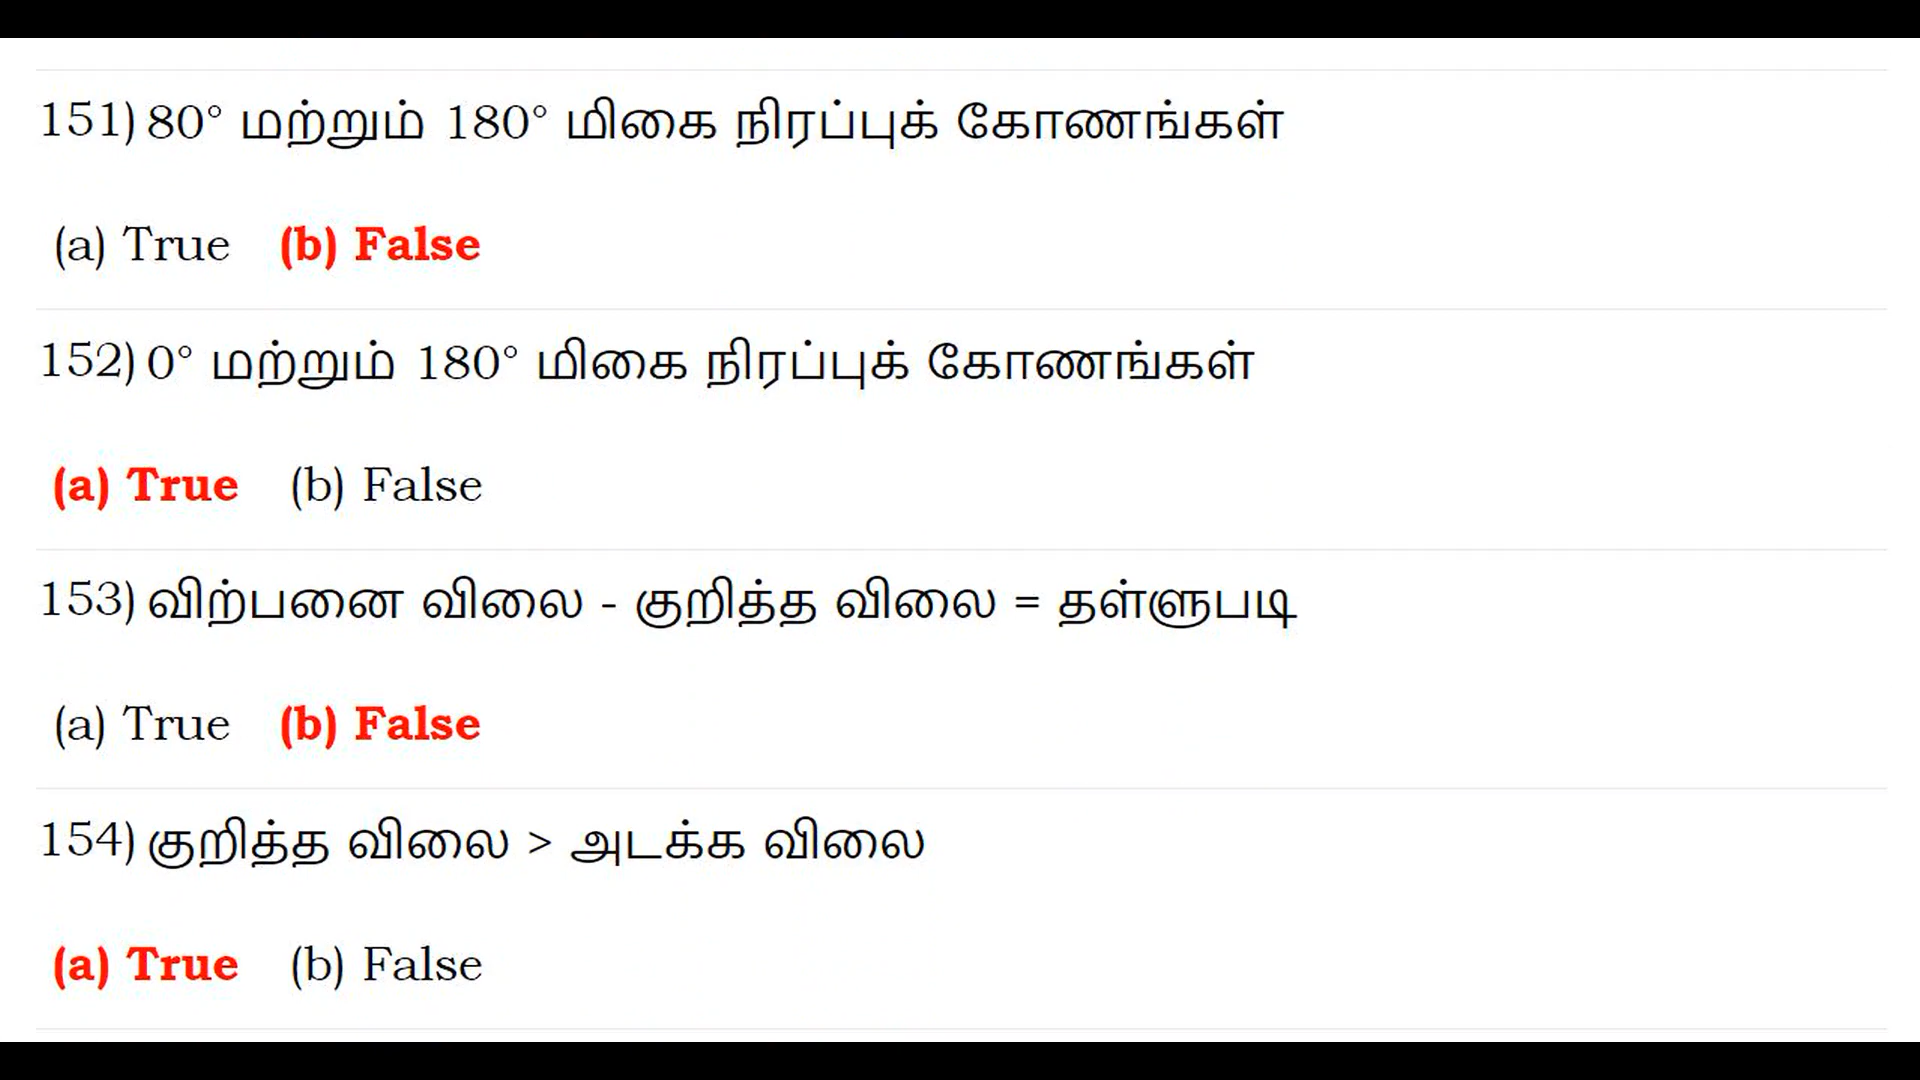 151) 80° மற்றும் 180° மிகை நிரப்புக் கோணங்கள்
(a) True (b) False
152) 0° மற்றும் 180° மிகை நிரப்புக் கோணங்கள்
(a) True (b) False
153) விற்பனை விலை - குறித்த விலை = தள்ளுபடி
(a) True (b) False
154) குறித்த விலை > அடக்க விலை
(a) True (b) False